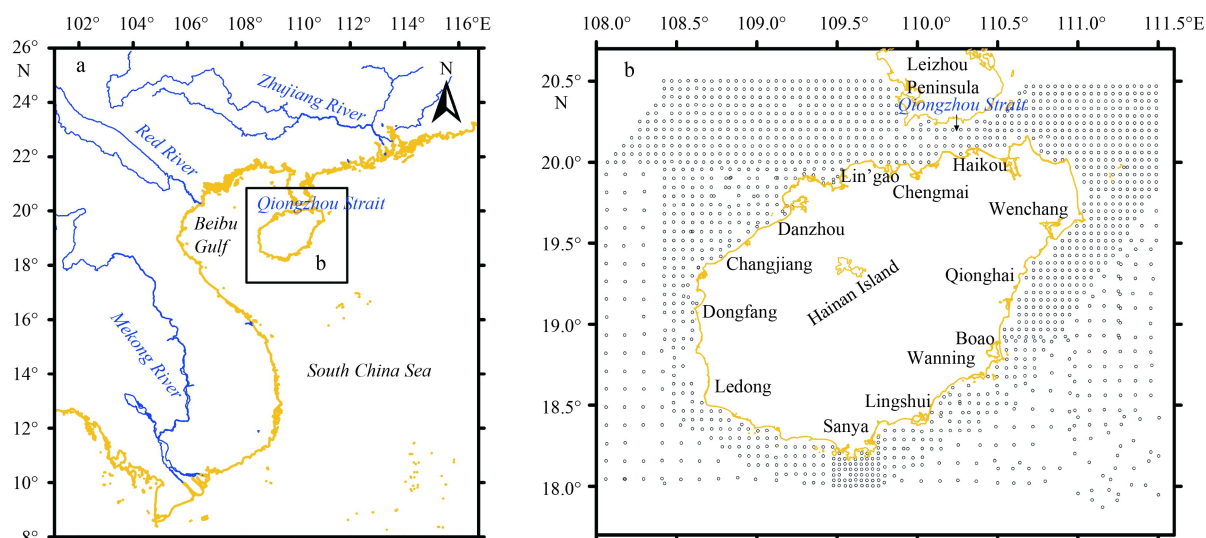 102° 104° 106° 108° 110° 112° 114° 116°E
26°
N
24°
22°
20°
18°
16°
14°
12°
10°
8°
a
N
Zhujiang River
Red River
Qiongzhou Strait
Beibu
Gulf
b
Mekong River
South China Sea
108.0° 108.5° 109.0° 109.5° 110.0° 110.5° 111.0° 111.5°E
20.5°
N
20.0°
19.5°
19.0°
18.5°
18.0°
b
Leizhou
Peninsula
Qiongzhou Strait
Haikou
Lin’gao
Chengmai
Wenchang
Danzhou
Changjiang
Qionghai
Hainan Island
Dongfang
Boao
Wanning
Ledong
Lingshui
Sanya